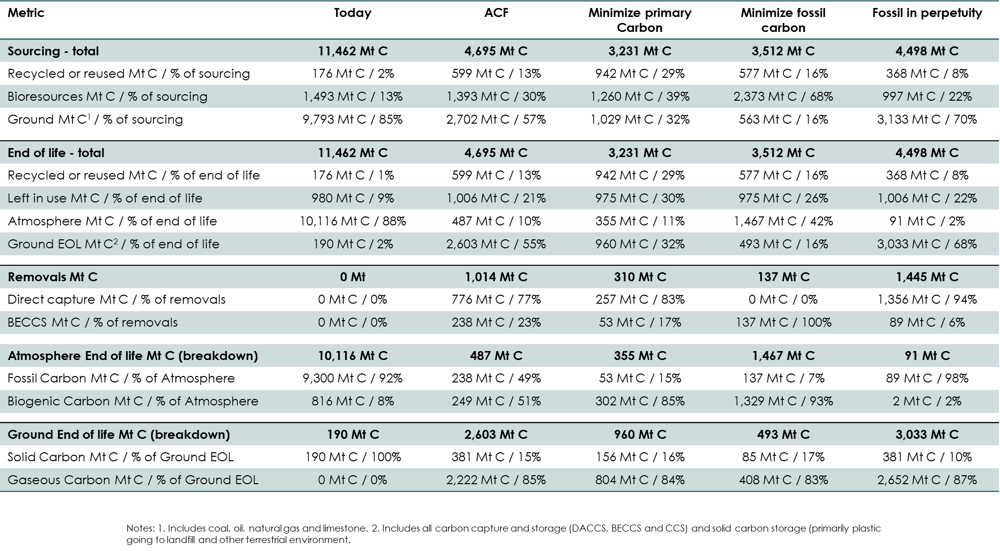 Metric Today ACF Minimize primary Carbon Minimize fossil carbon Fossil in perpetuity
Sourcing - total 11,462 Mt C 4,695 Mt C 3,231 Mt C 3,512 Mt C 4,498 Mt C
Recycled or reused Mt C / % of sourcing 176 Mt C / 2% 599 Mt C / 13% 942 Mt C / 29% 577 Mt C / 16% 368 Mt C / 8%
Bioresources Mt C / % of sourcing 1,493 Mt C / 13% 1,393 Mt C / 30% 1,260 Mt C / 39% 2,373 Mt C / 68% 997 Mt C / 22%
Ground Mt C¹ / % of sourcing 9,793 Mt C / 85% 2,702 Mt C / 57% 1,029 Mt C / 32% 563 Mt C / 16% 3,133 Mt C / 70%
End of life - total 11,462 Mt C 4,695 Mt C 3,231 Mt C 3,512 Mt C 4,498 Mt C
Recycled or reused Mt C / % of end of life 176 Mt C / 1% 599 Mt C / 13% 942 Mt C / 29% 577 Mt C / 16% 368 Mt C / 8%
Left in use Mt C / % of end of life 980 Mt C / 9% 1,006 Mt C / 21% 975 Mt C / 30% 975 Mt C / 26% 1,006 Mt C / 22%
Atmosphere Mt C / % of end of life 10,116 Mt C / 88% 487 Mt C / 10% 355 Mt C / 11% 1,467 Mt C / 42% 91 Mt C / 2%
Ground EOL Mt C² / % of end of life 190 Mt C / 2% 2,603 Mt C / 55% 960 Mt C / 32% 493 Mt C / 16% 3,033 Mt C / 68%
Removals Mt C 0 Mt 1,014 Mt C 310 Mt C 137 Mt C 1,445 Mt C
Direct capture Mt C / % of removals 0 Mt C / 0% 776 Mt C / 77% 257 Mt C / 83% 0 Mt C / 0% 1,356 Mt C / 94%
BECCS Mt C / % of removals 0 Mt C / 0% 238 Mt C / 23% 53 Mt C / 17% 137 Mt C / 100% 89 Mt C / 6%
Atmosphere End of life Mt C (breakdown) 10,116 Mt C 487 Mt C 355 Mt C 1,467 Mt C 91 Mt C
Fossil Carbon Mt C / % of Atmosphere 9,300 Mt C / 92% 238 Mt C / 49% 53 Mt C / 15% 137 Mt C / 7% 89 Mt C / 98%
Biogenic Carbon Mt C / % of Atmosphere 816 Mt C / 8% 249 Mt C / 51% 302 Mt C / 85% 1,329 Mt C / 93% 2 Mt C / 2%
Ground End of life Mt C (breakdown) 190 Mt C 2,603 Mt C 960 Mt C 493 Mt C 3,033 Mt C
Solid Carbon Mt C / % of Ground EOL 190 Mt C / 100% 381 Mt C / 15% 156 Mt C / 16% 85 Mt C / 17% 381 Mt C / 10%
Gaseous Carbon Mt C / % of Ground EOL 0 Mt C / 0% 2,222 Mt C / 85% 804 Mt C / 84% 408 Mt C / 83% 2,652 Mt C / 87%
Notes: 1. Includes coal, oil, natural gas and limestone. 2. Includes all carbon capture and storage (DACCS, BECCS and CCS) and solid carbon storage (primarily plastic
going to landfill and other terrestrial environment.